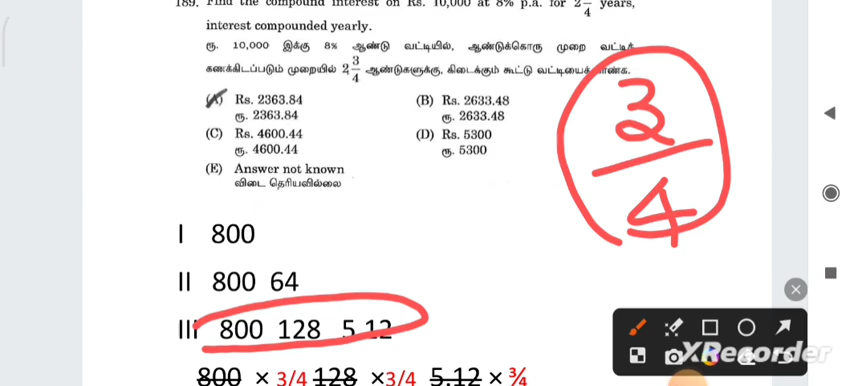 189. Find the compound interest on Rs. 10,000 at 8% p.a. for 2 3/4 years,
interest compounded yearly.
ரூ. 10,000 இக்கு 8% ஆண்டு வட்டியில், ஆண்டுக்கொரு முறை வட்டி
கணக்கிடப்படும் முறையில் 2 3/4 ஆண்டுகளுக்கு, கிடைக்கும் கூட்டு வட்டியைக் காண்க.
(A) Rs. 2363.84 (B) Rs. 2633.48
ரூ. 2363.84 ரூ. 2633.48
(C) Rs. 4600.44 (D) Rs. 5300
ரூ. 4600.44 ரூ. 5300
(E) Answer not known
விடை தெரியவில்லை
3/4
I 800
II 800 64
III 800 128 5.12
800 × 3/4 128 ×3/4 5.12 × ¾
XRecorder